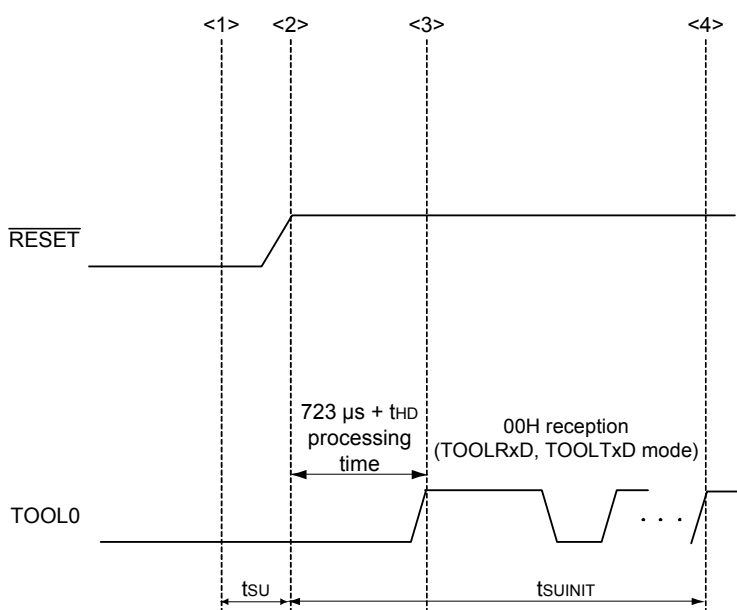 <1> <2> <3> <4>
RESET
723 µs + tHD
processing
time
00H reception
(TOOLRxD, TOOLTxD mode)
TOOL0
. . .
tSU
tSUINIT